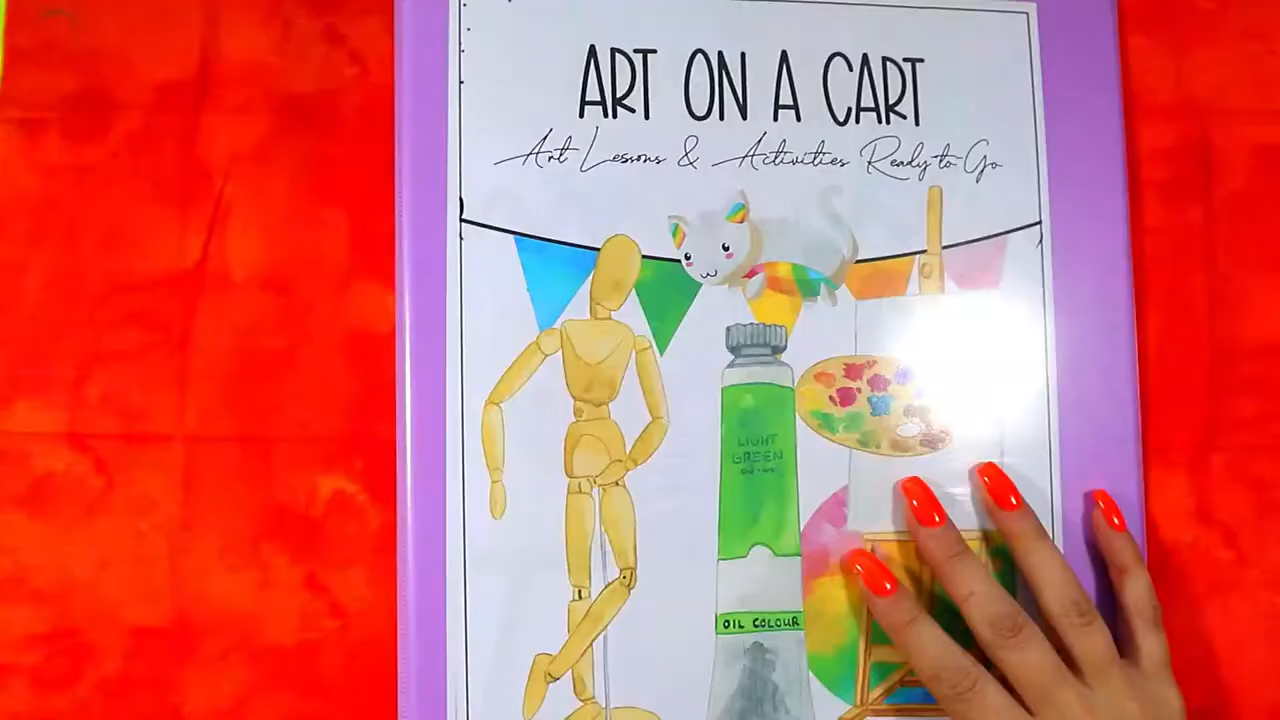 ART ON A CART
Art Lessons & Activities Ready-to-Go
LIGHT
GREEN
OIL COLOUR